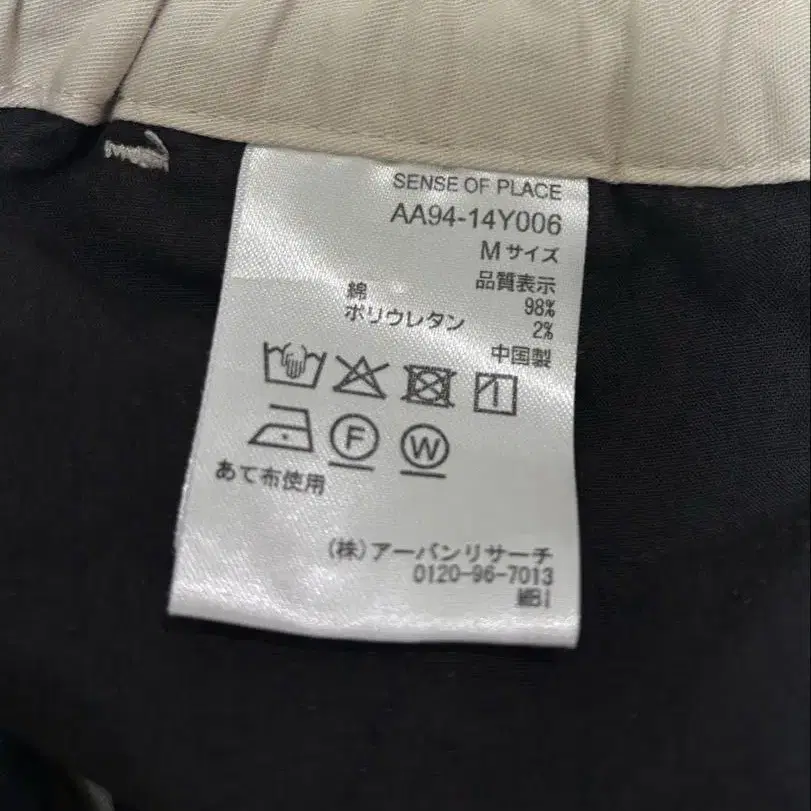 SENSE OF PLACE
AA94-14Y006
M サイズ
品質表示
綿 98%
ポリウレタン 2%
中国製
F W
あて布使用
(株)アーバンリサーチ
0120-96-7013